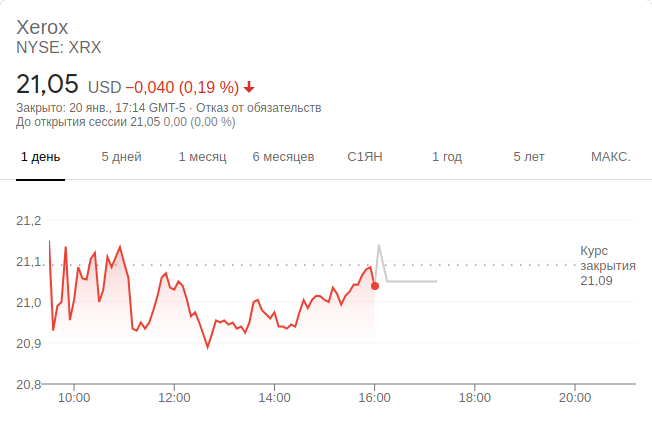 Xerox
NYSE: XRX
21,05 USD −0,040 (0,19 %)
Закрыто: 20 янв., 17:14 GMT-5 · Отказ от обязательств
До открытия сессии 21,05 0,00 (0,00 %)
1 день 5 дней 1 месяц 6 месяцев С1ЯН 1 год 5 лет МАКС.
21,2
21,1
21,0
20,9
20,8
Курс
закрытия
21,09
10:00 12:00 14:00 16:00 18:00 20:00